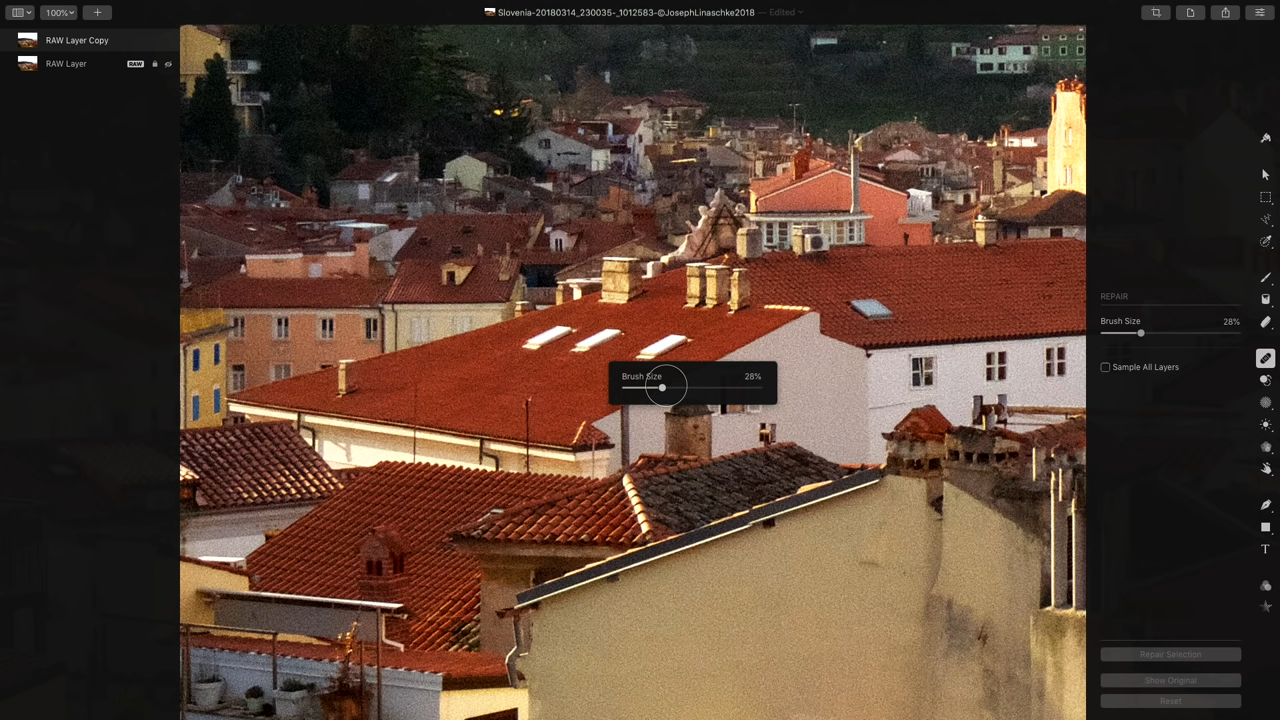 100%
Slovenia-20180314_230035-_1012583-©JosephLinaschke2018 — Edited
RAW Layer Copy
RAW Layer
RAW
REPAIR
Brush Size 28%
Sample All Layers
Brush Size 28%
T
Repair Selection
Show Original
Reset